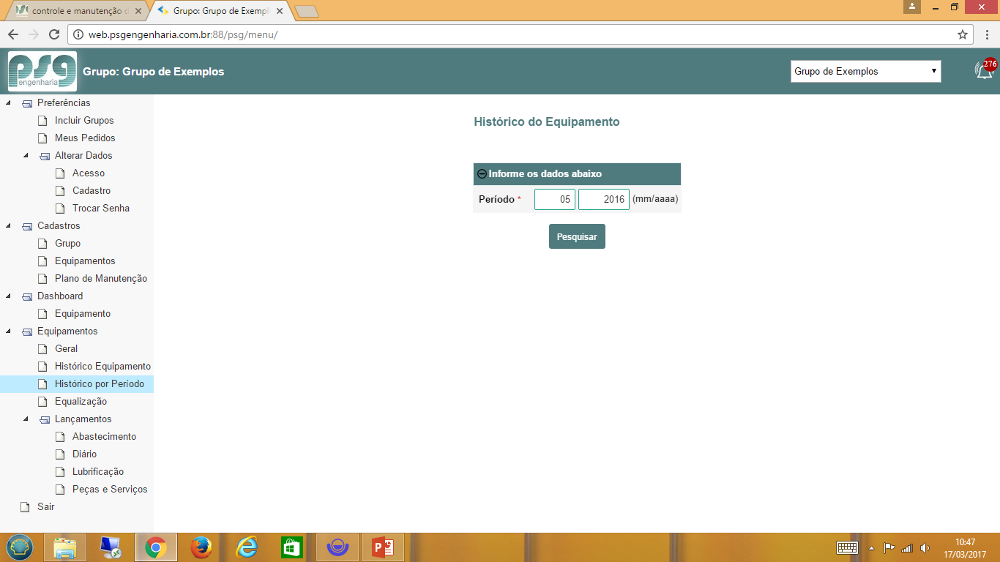 controle e manutenção d
Grupo: Grupo de Exempl
web.psgengenharia.com.br:88/psg/menu/
psg
engenharia
Grupo: Grupo de Exemplos
Grupo de Exemplos
276
Preferências
Incluir Grupos
Meus Pedidos
Alterar Dados
Acesso
Cadastro
Trocar Senha
Cadastros
Grupo
Equipamentos
Plano de Manutenção
Dashboard
Equipamento
Equipamentos
Geral
Histórico Equipamento
Histórico por Período
Equalização
Lançamentos
Abastecimento
Diário
Lubrificação
Peças e Serviços
Sair
Histórico do Equipamento
Informe os dados abaixo
Período * 05 2016 (mm/aaaa)
Pesquisar
10:47
17/03/2017